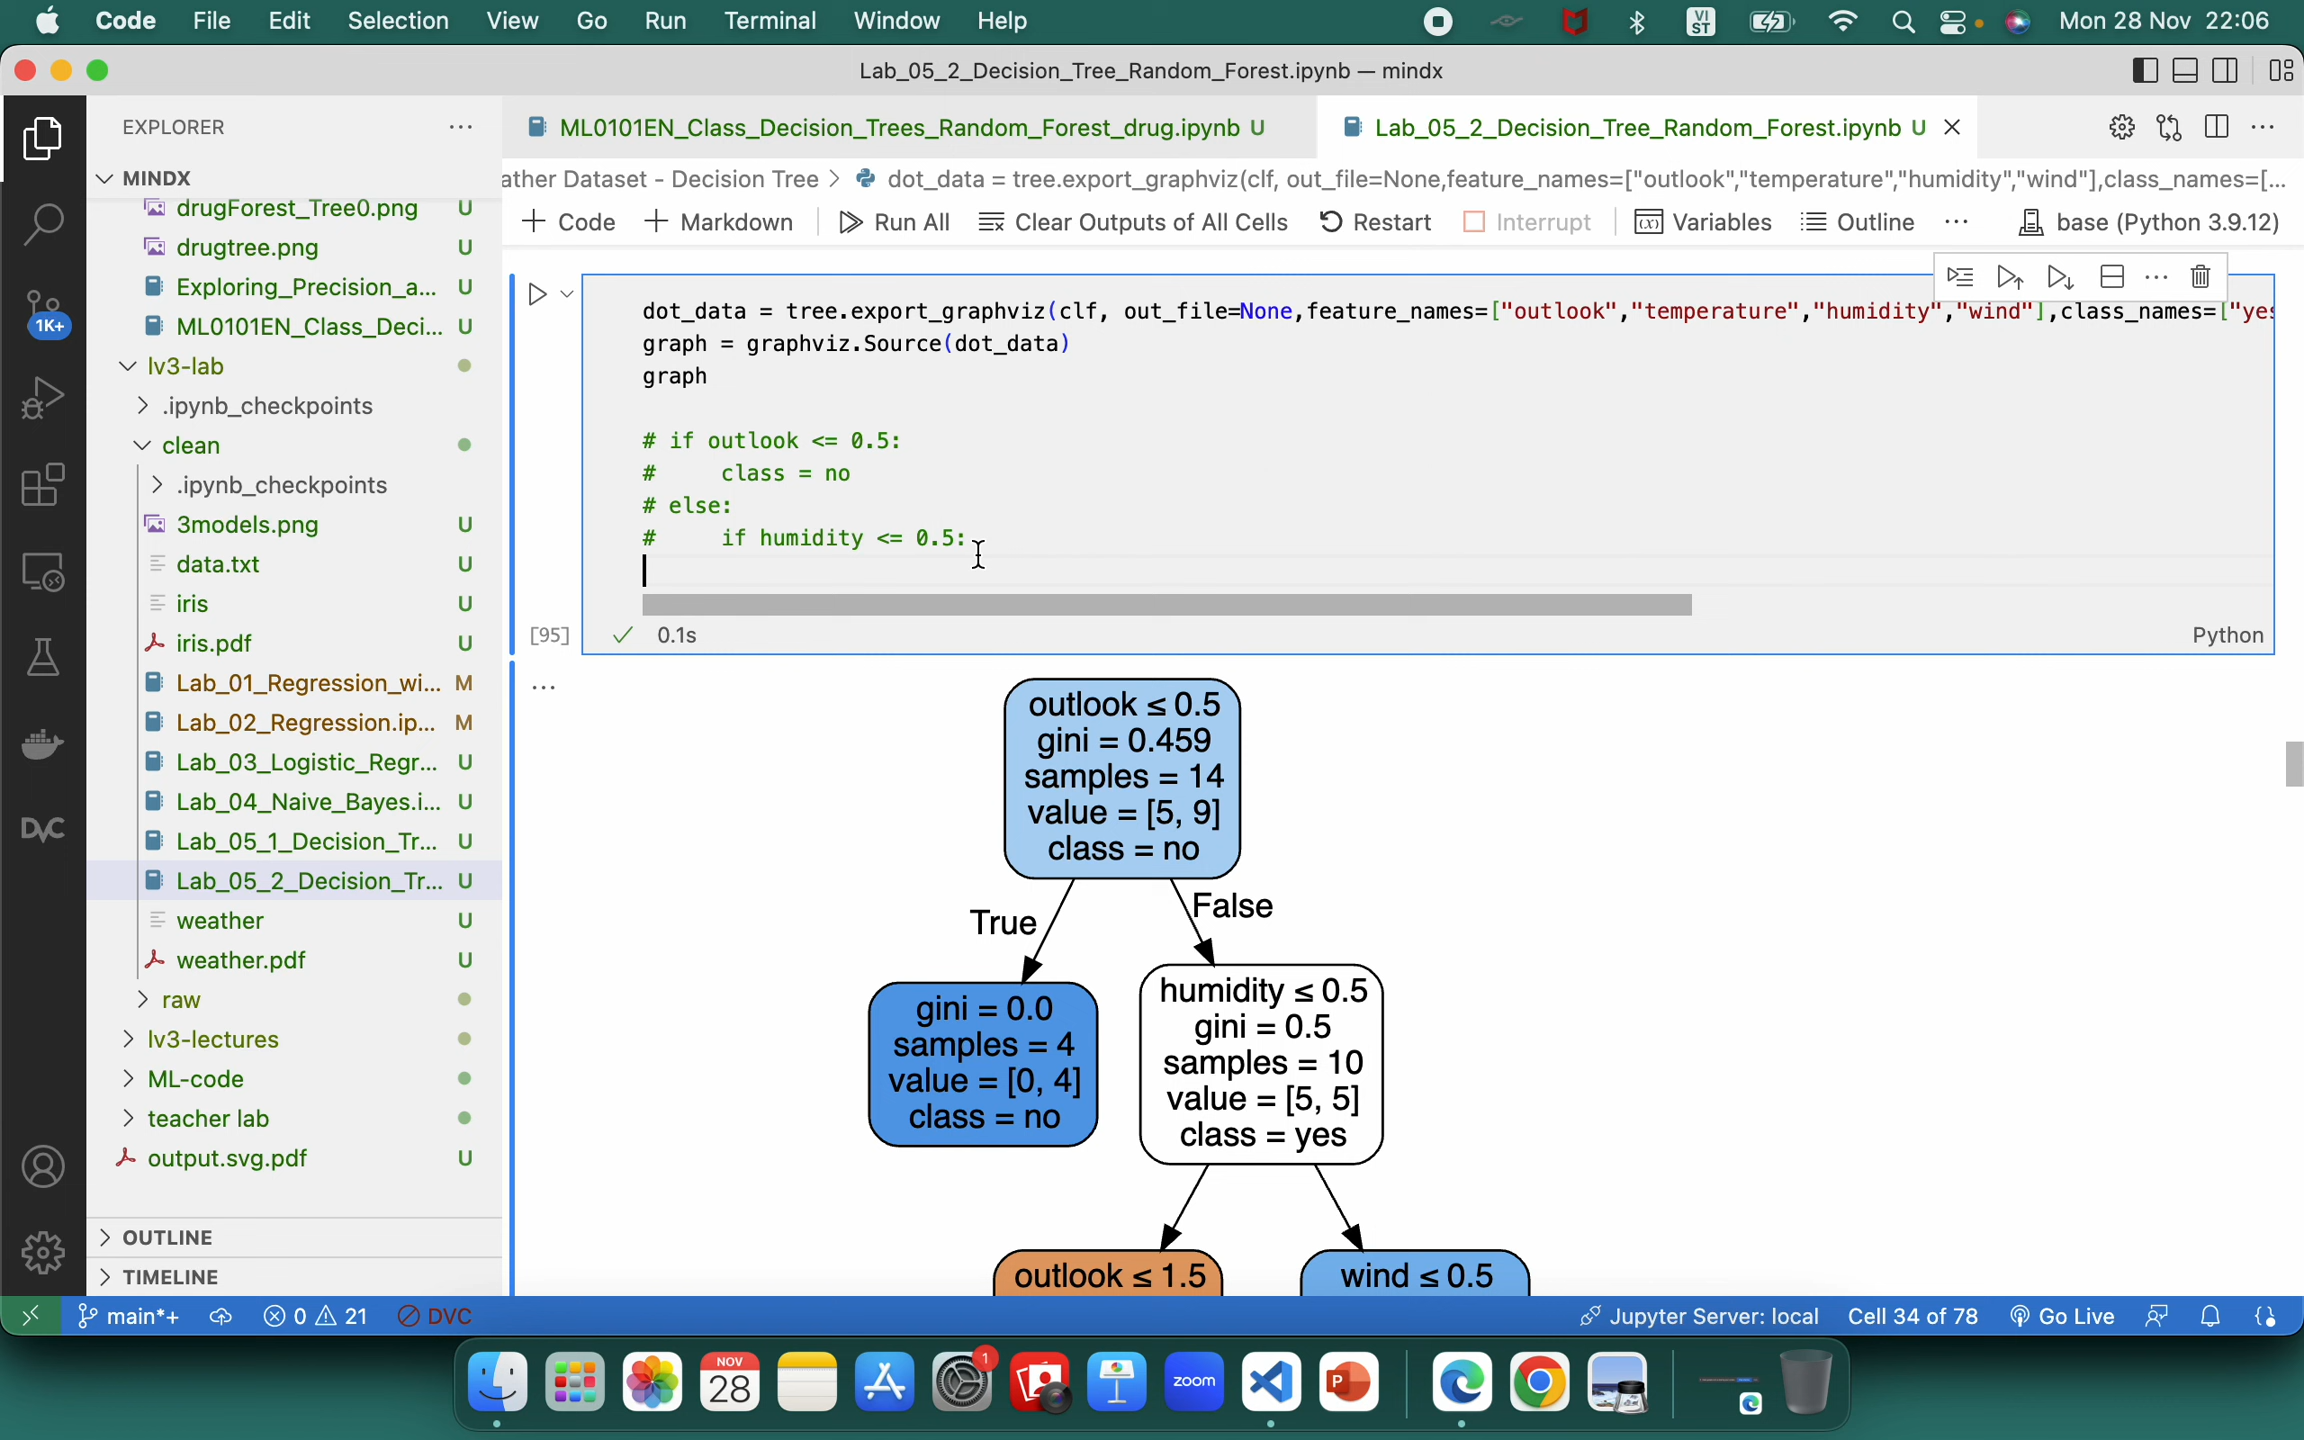 Code File Edit Selection View Go Run Terminal Window Help VI ST Mon 28 Nov 22:06
Lab_05_2_Decision_Tree_Random_Forest.ipynb — mindx
EXPLORER
MINDX
drugForest_Tree0.png U
drugtree.png U
Exploring_Precision_a... U
ML0101EN_Class_Deci... U
lv3-lab
.ipynb_checkpoints
clean
.ipynb_checkpoints
3models.png U
data.txt U
iris U
iris.pdf U
Lab_01_Regression_wi... M
Lab_02_Regression.ip... M
Lab_03_Logistic_Regr... U
Lab_04_Naive_Bayes.i... U
Lab_05_1_Decision_Tr... U
Lab_05_2_Decision_Tr... U
weather U
weather.pdf U
raw
lv3-lectures
ML-code
teacher lab
output.svg.pdf U
OUTLINE
TIMELINE
1K+
DVC
ML0101EN_Class_Decision_Trees_Random_Forest_drug.ipynb U Lab_05_2_Decision_Tree_Random_Forest.ipynb U
ather Dataset - Decision Tree > dot_data = tree.export_graphviz(clf, out_file=None,feature_names=["outlook","temperature","humidity","wind"],class_names=[...
+ Code + Markdown Run All Clear Outputs of All Cells Restart Interrupt Variables Outline ... base (Python 3.9.12)
dot_data = tree.export_graphviz(clf, out_file=None,feature_names=["outlook","temperature","humidity","wind"],class_names=["yes
graph = graphviz.Source(dot_data)
graph
# if outlook <= 0.5:
#     class = no
# else:
#     if humidity <= 0.5:
[95] 0.1s Python
outlook ≤ 0.5
gini = 0.459
samples = 14
value = [5, 9]
class = no
True
False
gini = 0.0
samples = 4
value = [0, 4]
class = no
humidity ≤ 0.5
gini = 0.5
samples = 10
value = [5, 5]
class = yes
outlook ≤ 1.5
wind ≤ 0.5
main*+ 0 21 DVC Jupyter Server: local Cell 34 of 78 Go Live
NOV
28
1
zoom
P